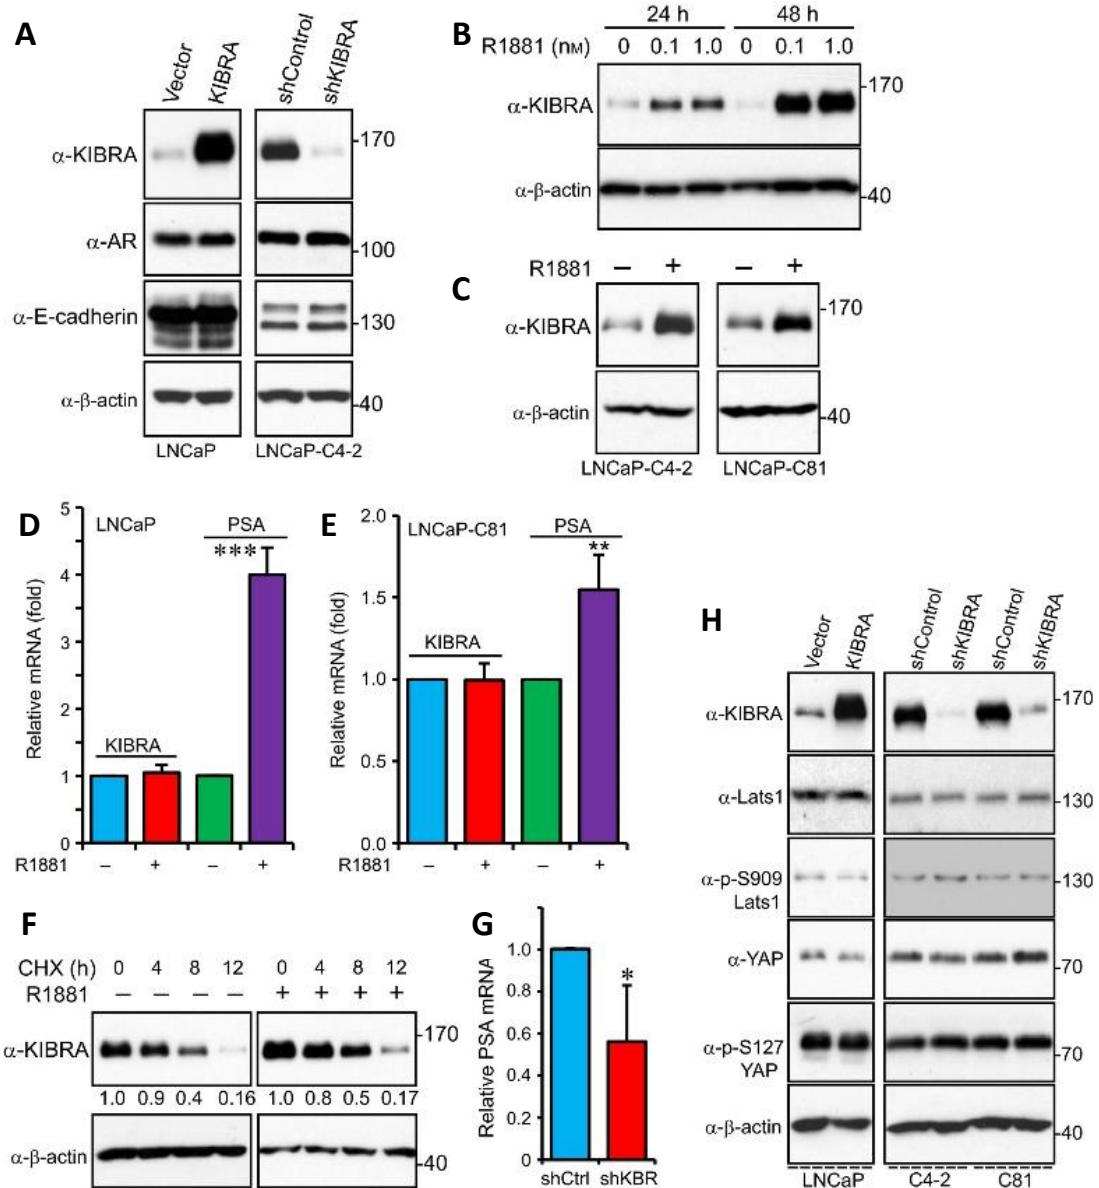 A
Vector
KIBRA
shControl
shKIBRA
α-KIBRA
170
α-AR
100
α-E-cadherin
130
α-β-actin
40
LNCaP
LNCaP-C4-2
B
24 h
48 h
R1881 (nM)
0 0.1 1.0 0 0.1 1.0
α-KIBRA
170
α-β-actin
40
C
R1881 – + – +
α-KIBRA
170
α-β-actin
40
LNCaP-C4-2
LNCaP-C81
D
LNCaP
PSA
***
KIBRA
Relative mRNA (fold)
5
4
3
2
2
1
0
R1881 – + – +
E
LNCaP-C81
PSA
**
KIBRA
Relative mRNA (fold)
2.0
1.5
1.0
0.5
0.0
R1881 – + – +
F
CHX (h) 0 4 8 12 0 4 8 12
R1881 – – – – + + + +
α-KIBRA
170
1.0 0.9 0.4 0.16 1.0 0.8 0.5 0.17
α-β-actin
40
G
Relative PSA mRNA
1.0
0.8
0.6
0.4
0.2
0
*
shCtrl shKBR
H
Vector
KIBRA
shControl
shKIBRA
shControl
shKIBRA
α-KIBRA
170
α-Lats1
130
α-p-S909
Lats1
130
α-YAP
70
α-p-S127
YAP
70
α-β-actin
40
LNCaP
C4-2
C81